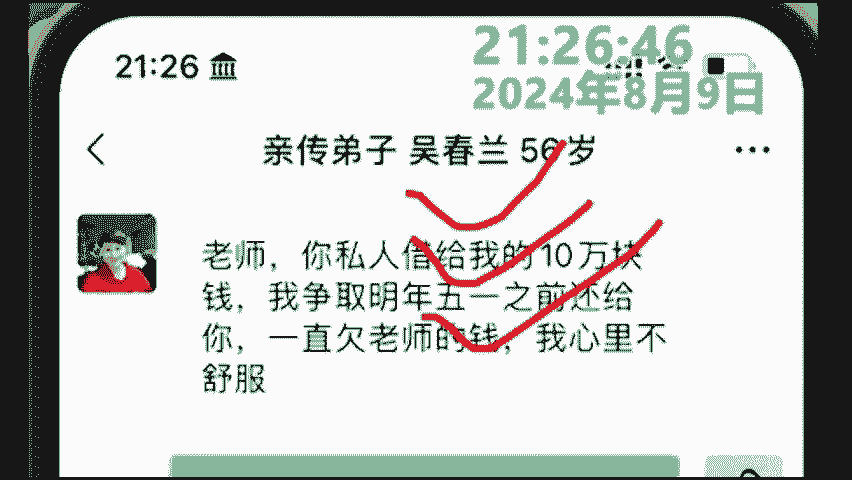 21:26
21:26:46
2024年8月9日
亲传弟子 吴春兰 56岁
老师，你私人借给我的10万块
钱，我争取明年五一之前还给
你，一直欠老师的钱，我心里不
舒服